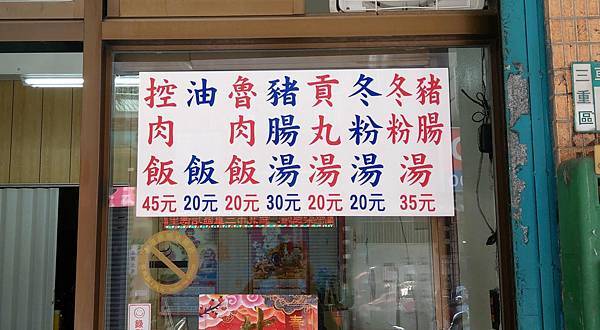 豬腸冬粉湯
35元
冬粉湯
20元
貢丸湯
20元
豬腸湯
30元
魯肉飯
20元
油飯
20元
控肉飯
45元
三重區
錄